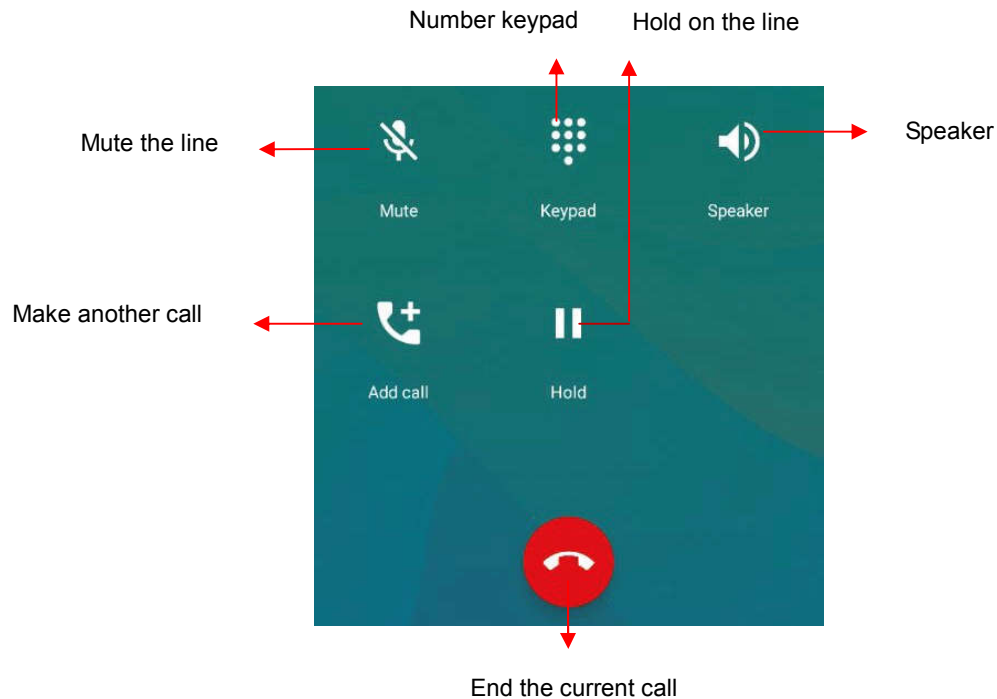 Number keypad
Hold on the line
Mute the line
Speaker
Mute
Keypad
Speaker
Make another call
Add call
Hold
End the current call